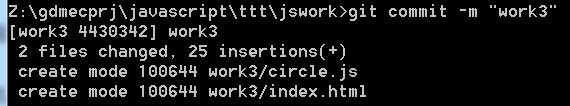 Z:\gdmecprj\javascript\ttt\jswork>git commit -m "work3"
[work3 4430342] work3
 2 files changed, 25 insertions(+)
 create mode 100644 work3/circle.js
 create mode 100644 work3/index.html